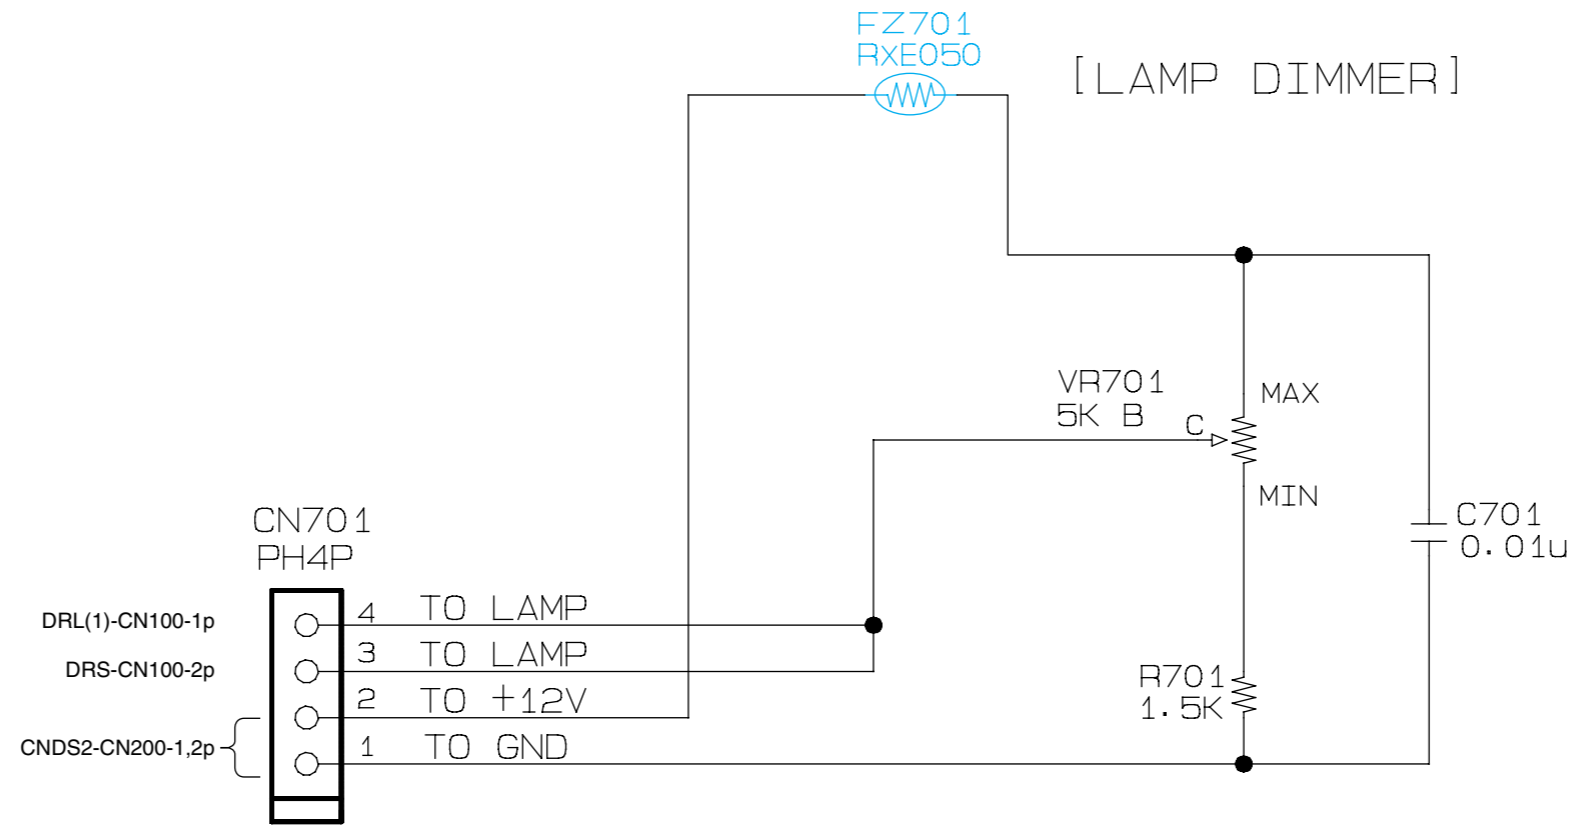 FZ701
RXE050
[LAMP DIMMER]
VR701
5K B
C
MAX
MIN
C701
0.01u
CN701
PH4P
DRL(1)-CN100-1p
4 TO LAMP
DRS-CN100-2p
3 TO LAMP
2 TO +12V
CNDS2-CN200-1,2p
1 TO GND
R701
1.5K